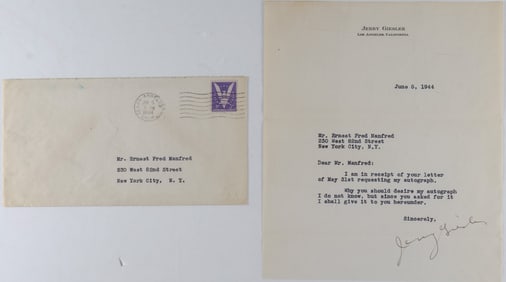 Mr. Ernest Fred Manfred
230 West 82nd Street
New York City, N. Y.
JERRY GIESLER
LOS ANGELES, CALIFORNIA
June 5, 1944
Mr. Ernest Fred Manfred
230 West 82nd Street
New York City, N.Y.
Dear Mr. Manfred:
I am in receipt of your letter
of May 31st requesting my autograph.
Why you should desire my autograph
I do not know, but since you asked for it
I shall give it to you hereunder.
Sincerely,
Jerry Giesler